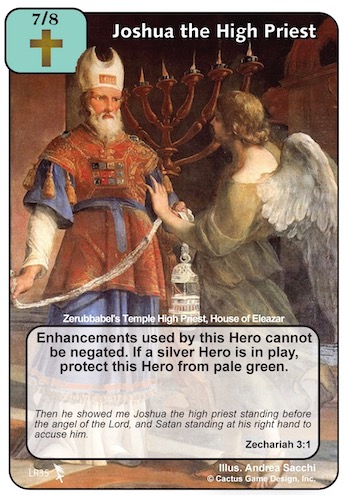 7/8
Joshua the High Priest
Zerubbabel's Temple High Priest, House of Eleazar
Enhancements used by this Hero cannot
be negated. If a silver Hero is in play,
protect this Hero from pale green.
Then he showed me Joshua the high priest standing before
the angel of the Lord, and Satan standing at his right hand to
accuse him.
Zechariah 3:1
LR35
Illus. Andrea Sacchi
© Cactus Game Design, Inc.